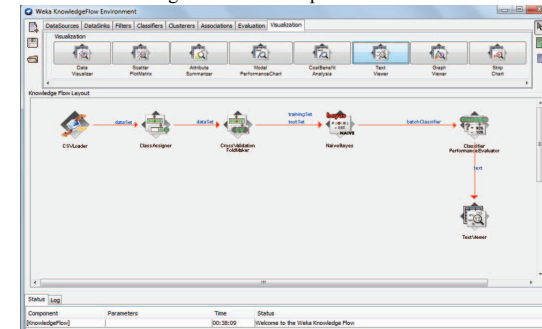 Weka KnowledgeFlow Environment
DataSources DataSinks Filters Classifiers Clusterers Associations Evaluation Visualization
Visualization
Data Visualizer
Scatter PlotMatrix
Attribute Summarizer
Model PerformanceChart
CostBenefit Analysis
Text Viewer
Graph Viewer
Strip Chart
Knowledge Flow Layout
CSVLoader
dataSet
ClassAssigner
dataSet
CrossValidation FoldMaker
trainingSet
testSet
NaiveBayes
batchClassifier
Classifier
PerformanceEvaluator
text
TextViewer
Status Log
Component Parameters Time Status
[KnowledgeFlow] 00:38:09 Welcome to the Weka Knowledge Flow